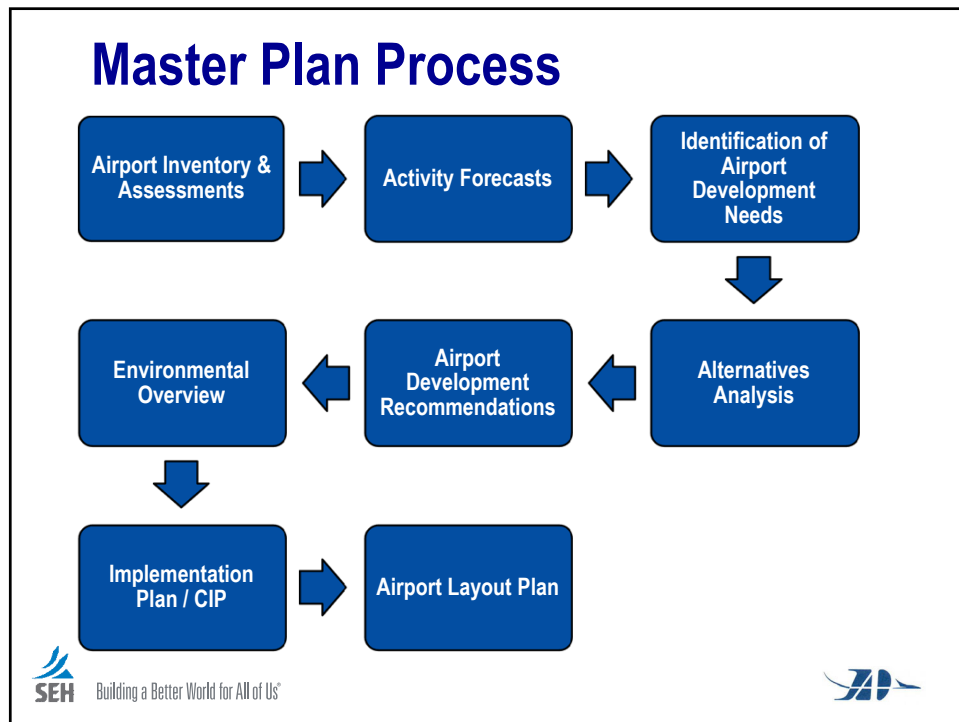 Master Plan Process
Airport Inventory &
Assessments
Activity Forecasts
Identification of
Airport
Development
Needs
Alternatives
Analysis
Airport
Development
Recommendations
Environmental
Overview
Implementation
Plan / CIP
Airport Layout Plan
SEH
Building a Better World for All of Us®